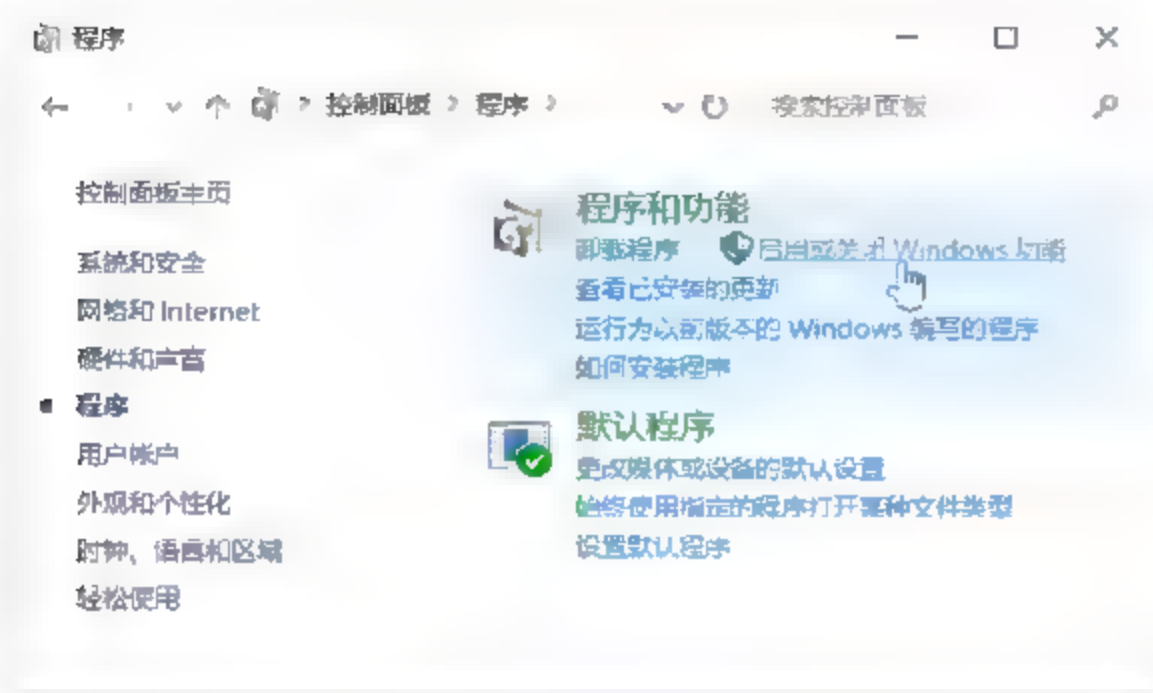 程序
控制面板 > 程序 >
搜索控制面板
控制面板主页
系统和安全
网络和 Internet
硬件和声音
程序
用户帐户
外观和个性化
时钟、语言和区域
轻松使用
程序和功能
卸载程序 启用或关闭 Windows 功能
查看已安装的更新
运行为以前版本的 Windows 编写的程序
如何安装程序
默认程序
更改媒体或设备的默认设置
始终使用指定的程序打开某种文件类型
设置默认程序